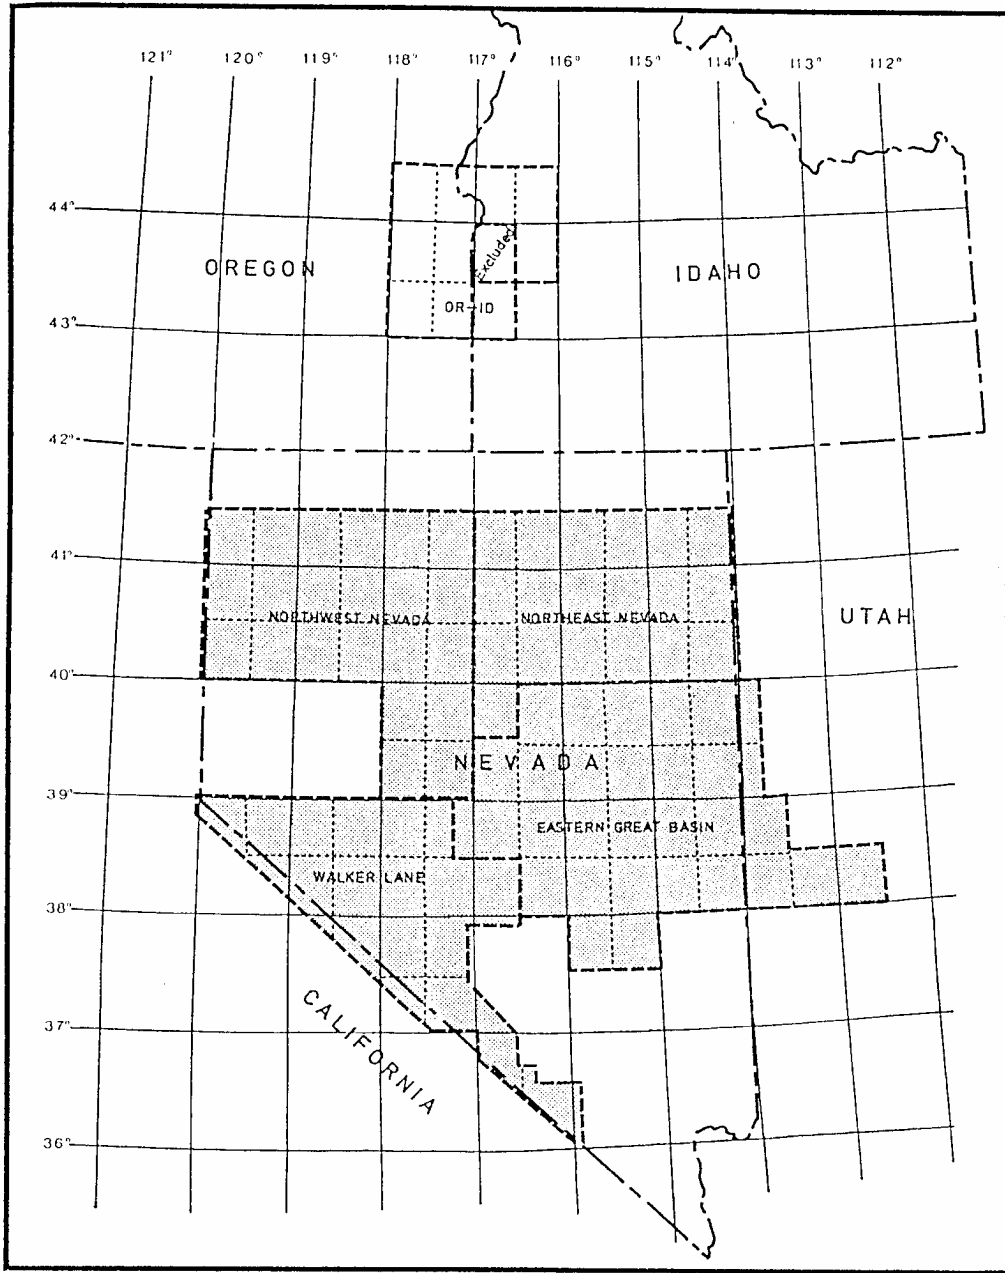 121° 120° 119° 118° 117° 116° 115° 114° 113° 112°
44°
Excluded
OREGON
IDAHO
OR-ID
43°
42°
41°
NORTHWEST NEVADA
NORTHEAST NEVADA
UTAH
40°
NEVADA
39°
EASTERN GREAT BASIN
WALKER LANE
38°
CALIFORNIA
37°
36°